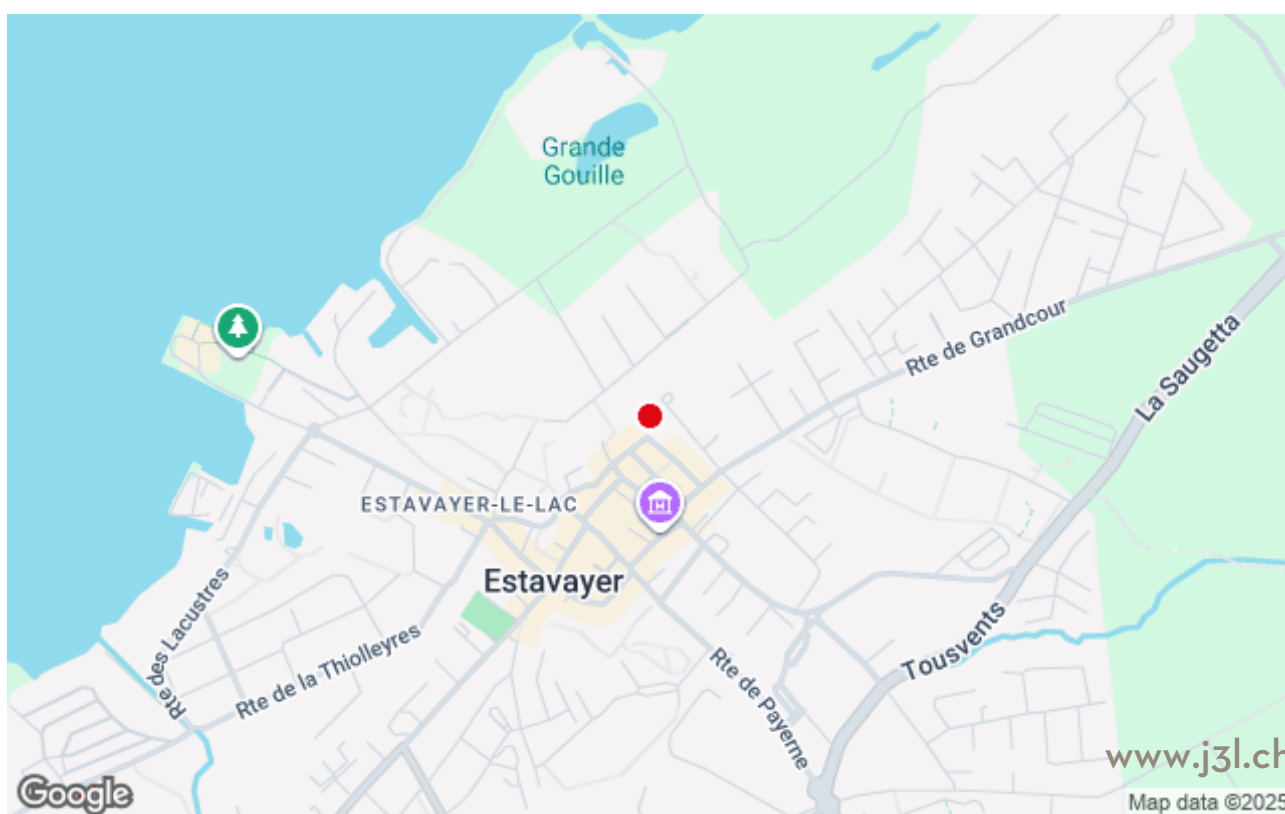 Grande
Gouille
Rte de Grandcour
La Saugetta
ESTAVAYER-LE-LAC
H
Estavayer
Rte des Lacustres
Rte de la Thiolleyres
Tousvents
Rte de Payerne
www.j3l.ch
Google
Map data ©2025